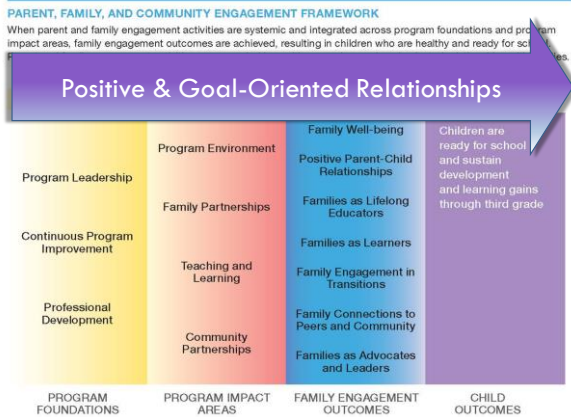 PARENT, FAMILY, AND COMMUNITY ENGAGEMENT FRAMEWORK
When parent and family engagement activities are systemic and integrated across program foundations and program
impact areas, family engagement outcomes are achieved, resulting in children who are healthy and ready for school.
Positive & Goal-Oriented Relationships
Program Leadership
Continuous Program
Improvement
Professional
Development
PROGRAM
FOUNDATIONS
Program Environment
Family Partnerships
Teaching and
Learning
Community
Partnerships
PROGRAM IMPACT
AREAS
Family Well-being
Positive Parent-Child
Relationships
Families as Lifelong
Educators
Families as Learners
Family Engagement in
Transitions
Family Connections to
Peers and Community
Families as Advocates
and Leaders
FAMILY ENGAGEMENT
OUTCOMES
Children are
ready for school
and sustain
development
and learning gains
through third grade
CHILD
OUTCOMES